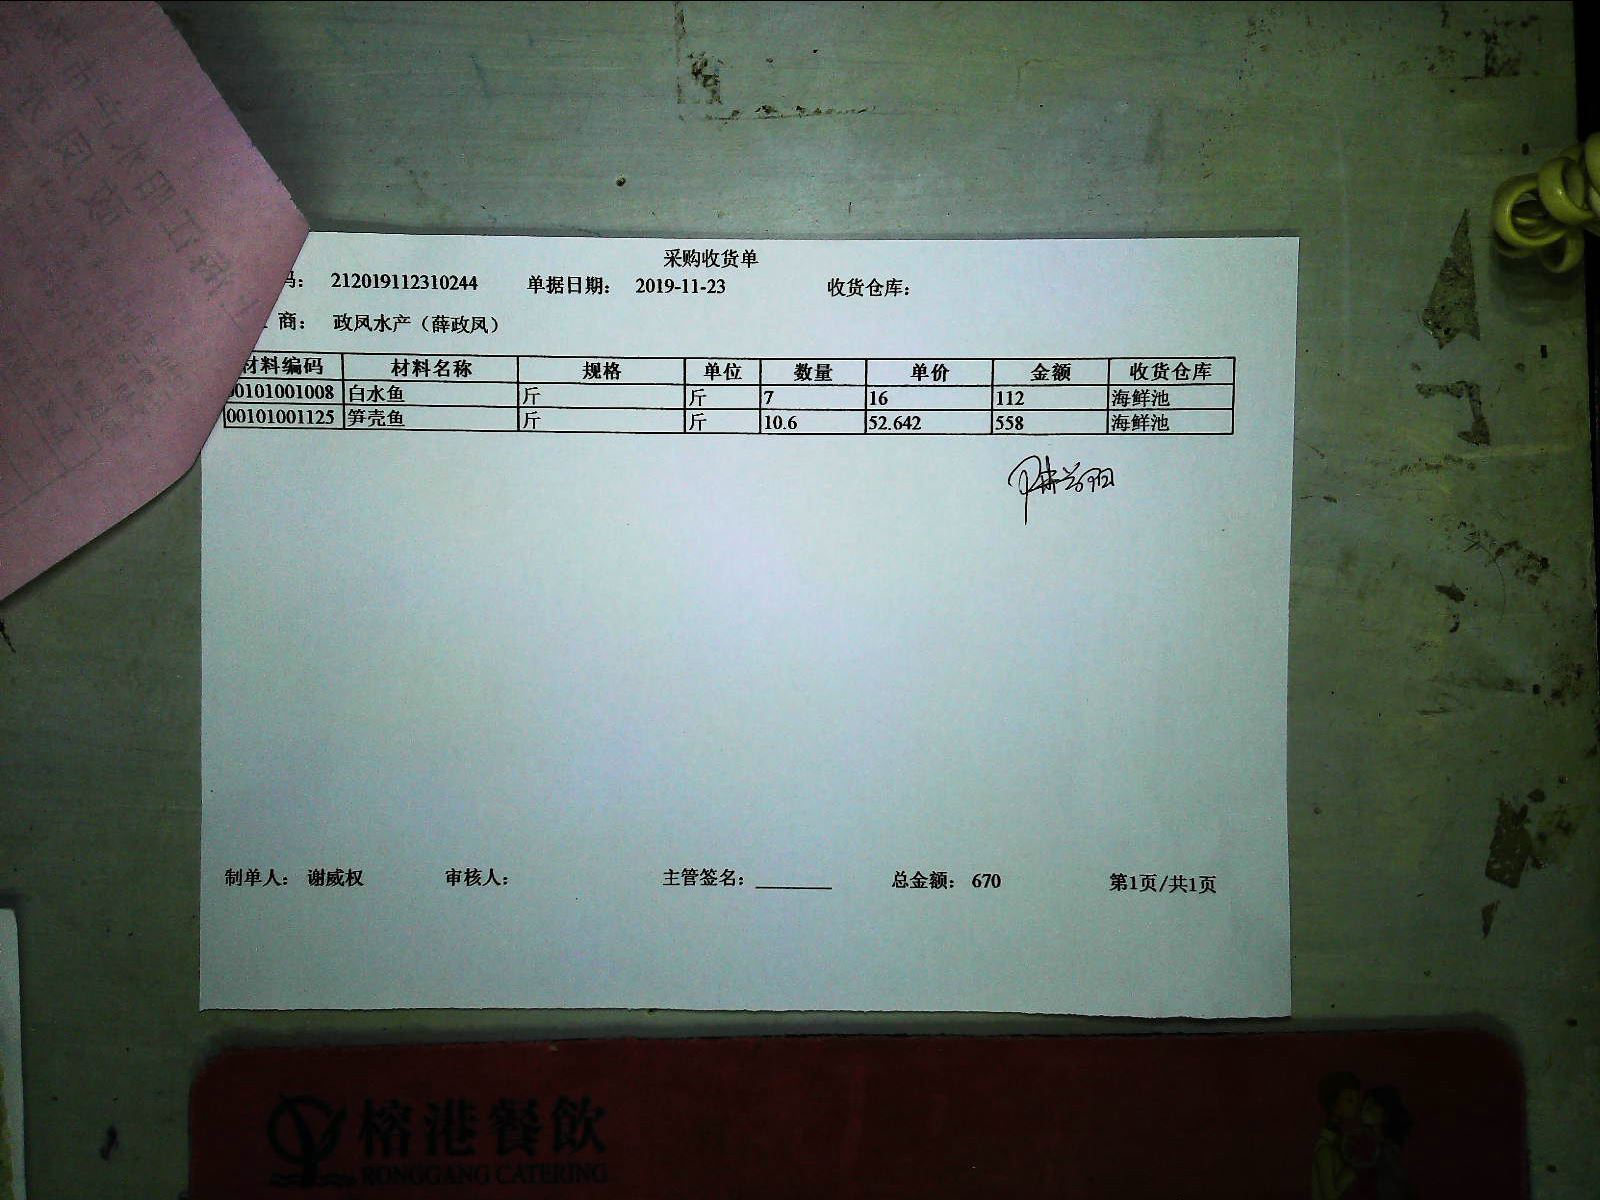 采购收货单
码: 212019112310244 单据日期: 2019-11-23 收货仓库:
商: 政凤水产（薛政凤）
材料编码 材料名称 规格 单位 数量 单价 金额 收货仓库
00101001008 白水鱼 斤 斤 7 16 112 海鲜池
00101001125 笋壳鱼 斤 斤 10.6 52.642 558 海鲜池
制单人: 谢威权 审核人: 主管签名: 总金额: 670 第1页/共1页
榕港餐飲
RONGGANG CATERING